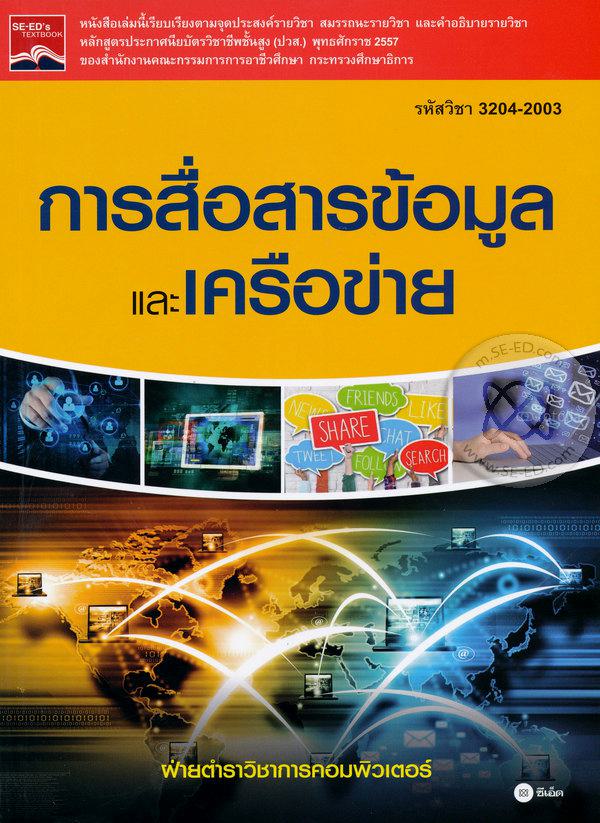 SE-ED's
TEXTBOOK
หนังสือเล่มนี้เรียบเรียงตามจุดประสงค์รายวิชา สมรรถนะรายวิชา และคำอธิบายรายวิชา
หลักสูตรประกาศนียบัตรวิชาชีพชั้นสูง (ปวส.) พุทธศักราช 2557
ของสำนักงานคณะกรรมการการอาชีวศึกษา กระทรวงศึกษาธิการ
รหัสวิชา 3204-2003
การสื่อสารข้อมูล
และเครือข่าย
m.SE-ED.com
www.SE-ED.com
NEWS
FRIENDS
LIKE
SHARE
CHAT
TWEET
FOLLOW
SEARCH
ฝ่ายตำราวิชาการคอมพิวเตอร์
ซีเอ็ด